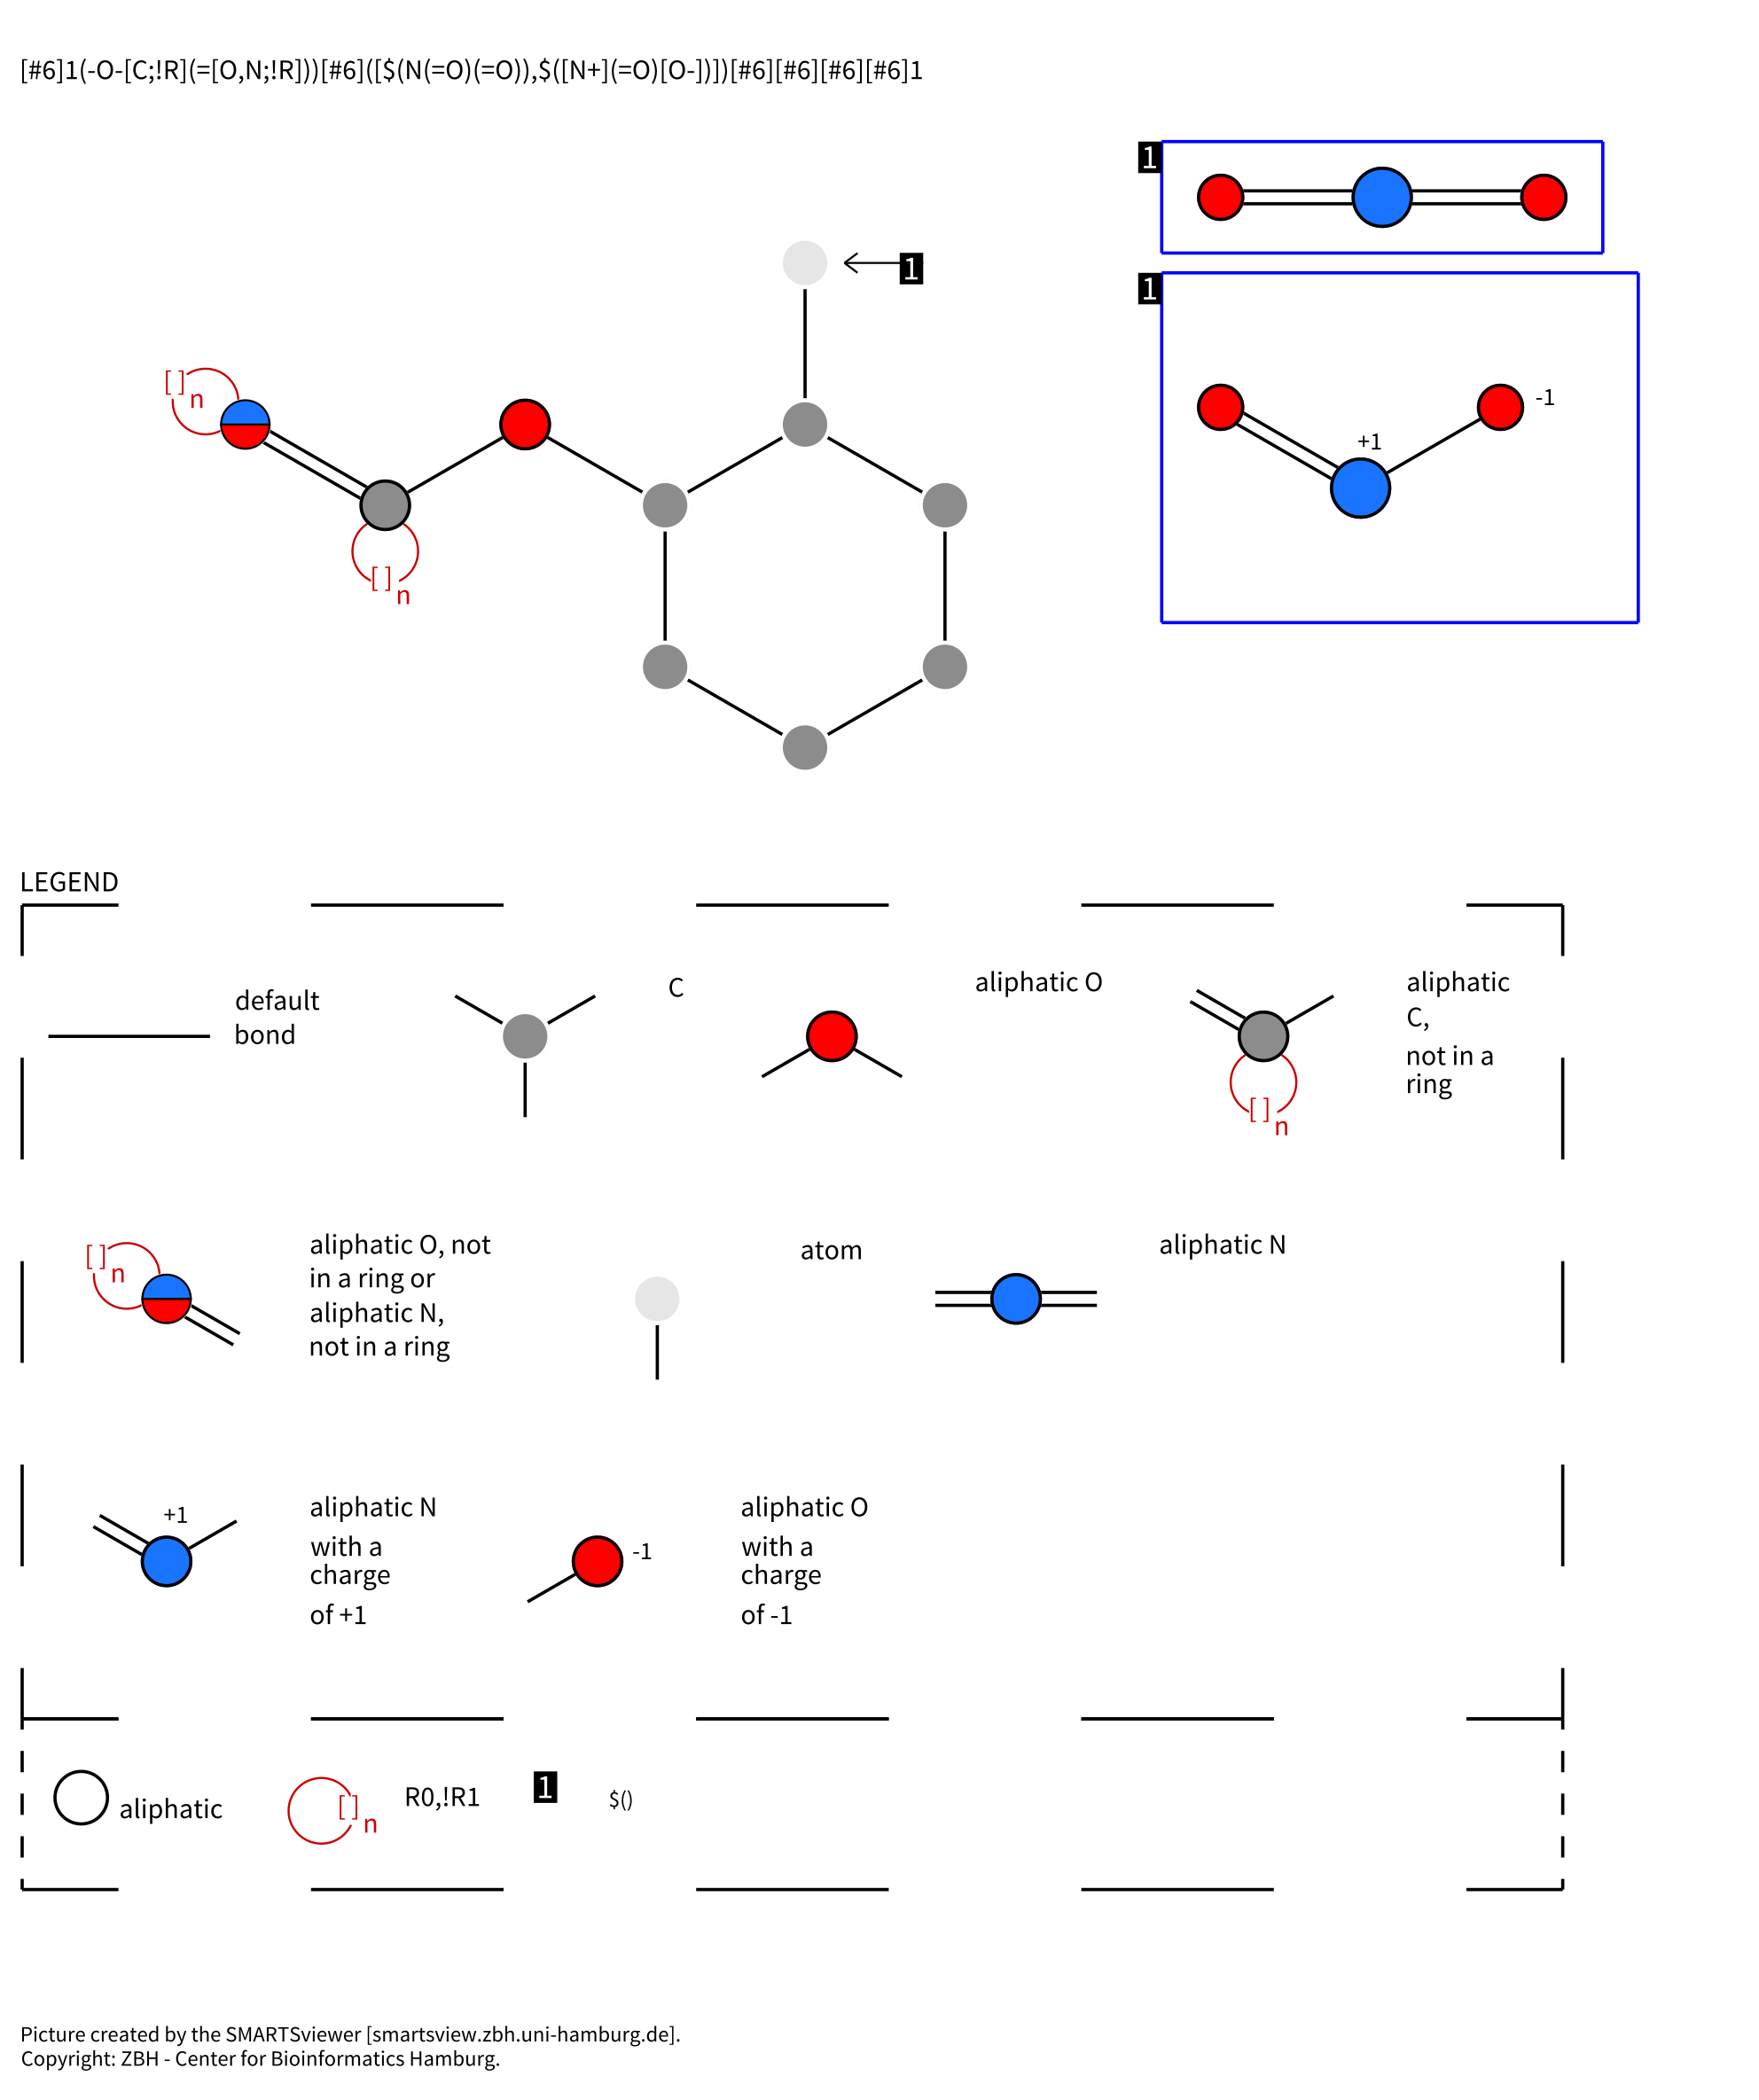 [#6]1(-O-[C;!R](=[O,N;!R]))[#6]([$(N(=O)(=O)),$([N+](=O)[O-])])[#6][#6][#6][#6]1
1
1
1
[ ]n
+1
-1
[ ]n
LEGEND
default
bond
C
aliphatic O
[ ]n
aliphatic
C,
not in a
ring
[ ]n
aliphatic O, not
in a ring or
aliphatic N,
not in a ring
atom
aliphatic N
+1
aliphatic N
with a
charge
of +1
-1
aliphatic O
with a
charge
of -1
aliphatic
[ ]n
R0,!R1
1
$()
Picture created by the SMARTSviewer [smartsview.zbh.uni-hamburg.de].
Copyright: ZBH - Center for Bioinformatics Hamburg.